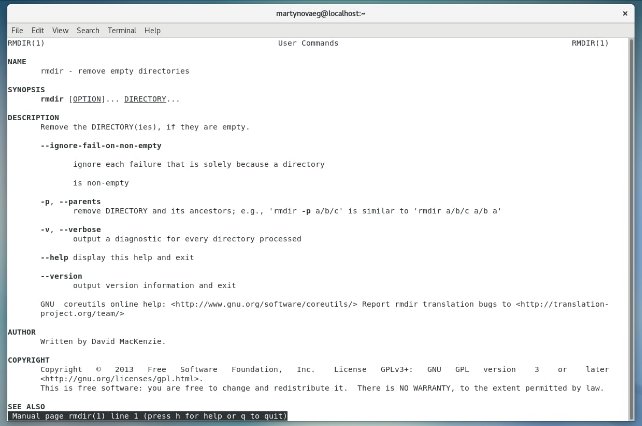 martynovaeg@localhost:~
×
File Edit View Search Terminal Help
RMDIR(1) User Commands RMDIR(1)
NAME
rmdir - remove empty directories
SYNOPSIS
rmdir [OPTION]... DIRECTORY...
DESCRIPTION
Remove the DIRECTORY(ies), if they are empty.
--ignore-fail-on-non-empty
ignore each failure that is solely because a directory
is non-empty
-p, --parents
remove DIRECTORY and its ancestors; e.g., 'rmdir -p a/b/c' is similar to 'rmdir a/b/c a/b a'
-v, --verbose
output a diagnostic for every directory processed
--help display this help and exit
--version
output version information and exit
GNU coreutils online help: <http://www.gnu.org/software/coreutils/> Report rmdir translation bugs to <http://translation-
project.org/team/>
AUTHOR
Written by David MacKenzie.
COPYRIGHT
Copyright © 2013 Free Software Foundation, Inc. License GPLv3+: GNU GPL version 3 or later
<http://gnu.org/licenses/gpl.html>.
This is free software: you are free to change and redistribute it. There is NO WARRANTY, to the extent permitted by law.
SEE ALSO
Manual page rmdir(1) line 1 (press h for help or q to quit)